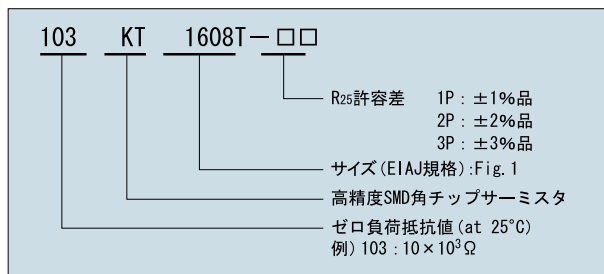 103 KT 1608T－□□
R25許容差 1P : ±1%品
2P : ±2%品
3P : ±3%品
サイズ(EIAJ規格):Fig.1
高精度SMD角チップサーミスタ
ゼロ負荷抵抗値(at 25°C)
例) 103 : 10×10³Ω